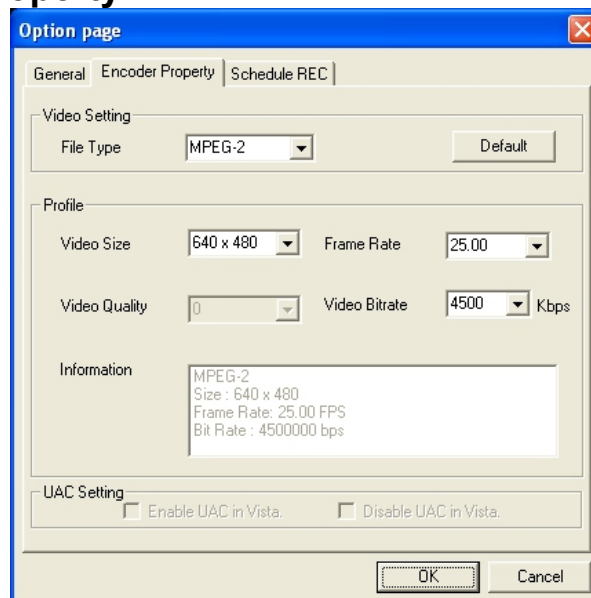 Option page
General Encoder Property Schedule REC
Video Setting
File Type MPEG-2 Default
Profile
Video Size 640 x 480 Frame Rate 25.00
Video Quality 0 Video Bitrate 4500 Kbps
Information
MPEG-2
Size : 640 x 480
Frame Rate: 25.00 FPS
Bit Rate : 4500000 bps
UAC Setting
Enable UAC in Vista. Disable UAC in Vista.
OK Cancel